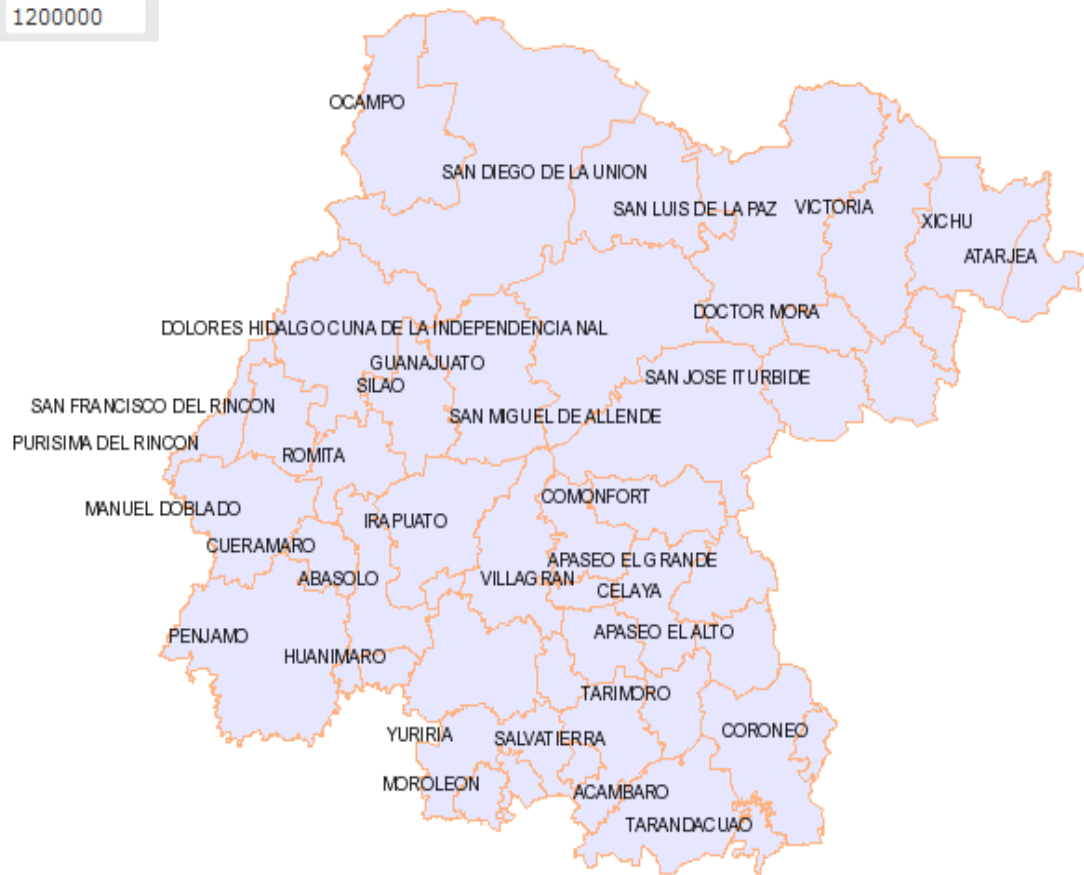 1200000
OCAMPO
SAN DIEGO DE LA UNION
SAN LUIS DE LA PAZ
VICTORIA
XICHU
ATARJEA
DOCTOR MORA
DOLORES HIDALGO CUNA DE LA INDEPENDENCIA NAL
GUANAJUATO
SILAO
SAN JOSE ITURBIDE
SAN FRANCISCO DEL RINCON
SAN MIGUEL DE ALLENDE
PURISIMA DEL RINCON
ROMITA
COMONFORT
MANUEL DOBLADO
IRAPUATO
CUERAMARO
APASEO EL GRANDE
ABASOLO
VILLAGRAN
CELAYA
PENJAMO
APASEO EL ALTO
HUANIMARO
TARIMORO
YURIRIA
SALVATIERRA
CORONEO
MOROLEON
ACAMBARO
TARANDACUAO